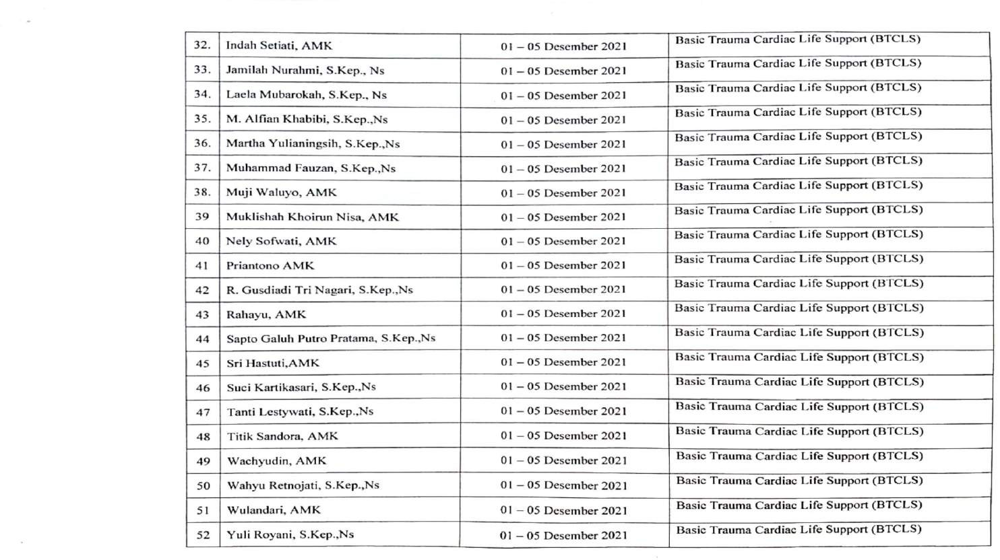 32. Indah Setiati, AMK 01 – 05 Desember 2021 Basic Trauma Cardiac Life Support (BTCLS)
33. Jamilah Nurahmi, S.Kep., Ns 01 – 05 Desember 2021 Basic Trauma Cardiac Life Support (BTCLS)
34. Laela Mubarokah, S.Kep., Ns 01 – 05 Desember 2021 Basic Trauma Cardiac Life Support (BTCLS)
35. M. Alfian Khabibi, S.Kep.,Ns 01 – 05 Desember 2021 Basic Trauma Cardiac Life Support (BTCLS)
36. Martha Yulianingsih, S.Kep.,Ns 01 – 05 Desember 2021 Basic Trauma Cardiac Life Support (BTCLS)
37. Muhammad Fauzan, S.Kep.,Ns 01 – 05 Desember 2021 Basic Trauma Cardiac Life Support (BTCLS)
38. Muji Waluyo, AMK 01 – 05 Desember 2021 Basic Trauma Cardiac Life Support (BTCLS)
39 Muklishah Khoirun Nisa, AMK 01 – 05 Desember 2021 Basic Trauma Cardiac Life Support (BTCLS)
40 Nely Sofwati, AMK 01 – 05 Desember 2021 Basic Trauma Cardiac Life Support (BTCLS)
41 Priantono AMK 01 – 05 Desember 2021 Basic Trauma Cardiac Life Support (BTCLS)
42 R. Gusdiadi Tri Nagari, S.Kep.,Ns 01 – 05 Desember 2021 Basic Trauma Cardiac Life Support (BTCLS)
43 Rahayu, AMK 01 – 05 Desember 2021 Basic Trauma Cardiac Life Support (BTCLS)
44 Sapto Galuh Putro Pratama, S.Kep.,Ns 01 – 05 Desember 2021 Basic Trauma Cardiac Life Support (BTCLS)
45 Sri Hastuti,AMK 01 – 05 Desember 2021 Basic Trauma Cardiac Life Support (BTCLS)
46 Suci Kartikasari, S.Kep.,Ns 01 – 05 Desember 2021 Basic Trauma Cardiac Life Support (BTCLS)
47 Tanti Lestywati, S.Kep.,Ns 01 – 05 Desember 2021 Basic Trauma Cardiac Life Support (BTCLS)
48 Titik Sandora, AMK 01 – 05 Desember 2021 Basic Trauma Cardiac Life Support (BTCLS)
49 Wachyudin, AMK 01 – 05 Desember 2021 Basic Trauma Cardiac Life Support (BTCLS)
50 Wahyu Retnojati, S.Kep.,Ns 01 – 05 Desember 2021 Basic Trauma Cardiac Life Support (BTCLS)
51 Wulandari, AMK 01 – 05 Desember 2021 Basic Trauma Cardiac Life Support (BTCLS)
52 Yuli Royani, S.Kep.,Ns 01 – 05 Desember 2021 Basic Trauma Cardiac Life Support (BTCLS)